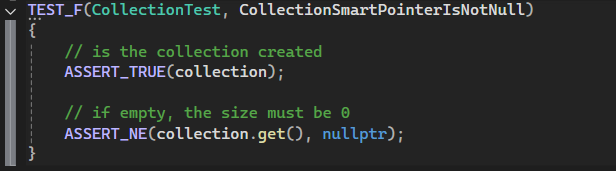 TEST_F(CollectionTest, CollectionSmartPointerIsNotNull)
{
// is the collection created
ASSERT_TRUE(collection);
// if empty, the size must be 0
ASSERT_NE(collection.get(), nullptr);
}